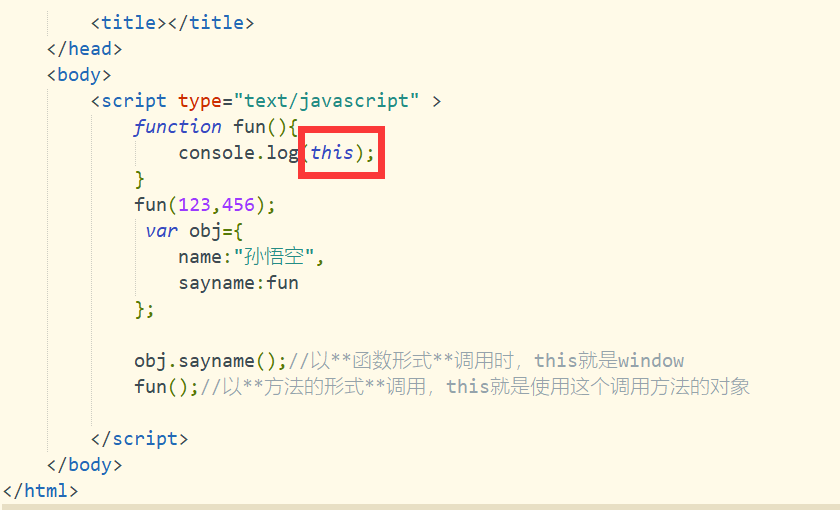 <title></title>
</head>
<body>
<script type="text/javascript" >
function fun(){
console.log(this);
}
fun(123,456);
var obj={
name:"孙悟空",
sayname:fun
};
obj.sayname();//以**函数形式**调用时，this就是window
fun();//以**方法的形式**调用，this就是使用这个调用方法的对象
</script>
</body>
</html>